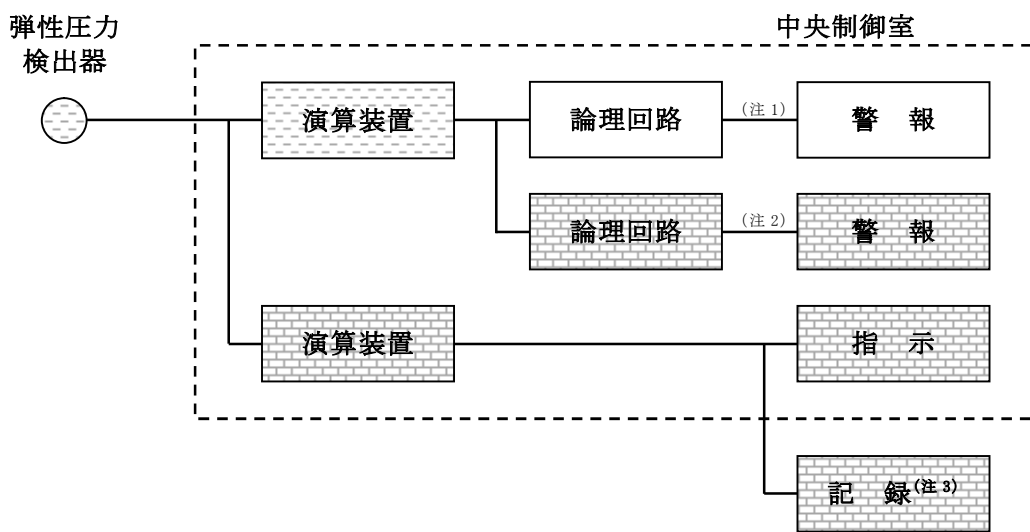 弾性圧力
検出器
中央制御室
演算装置
論理回路
(注 1)
警 報
論理回路
(注 2)
警 報
演算装置
指 示
記 録(注 3)